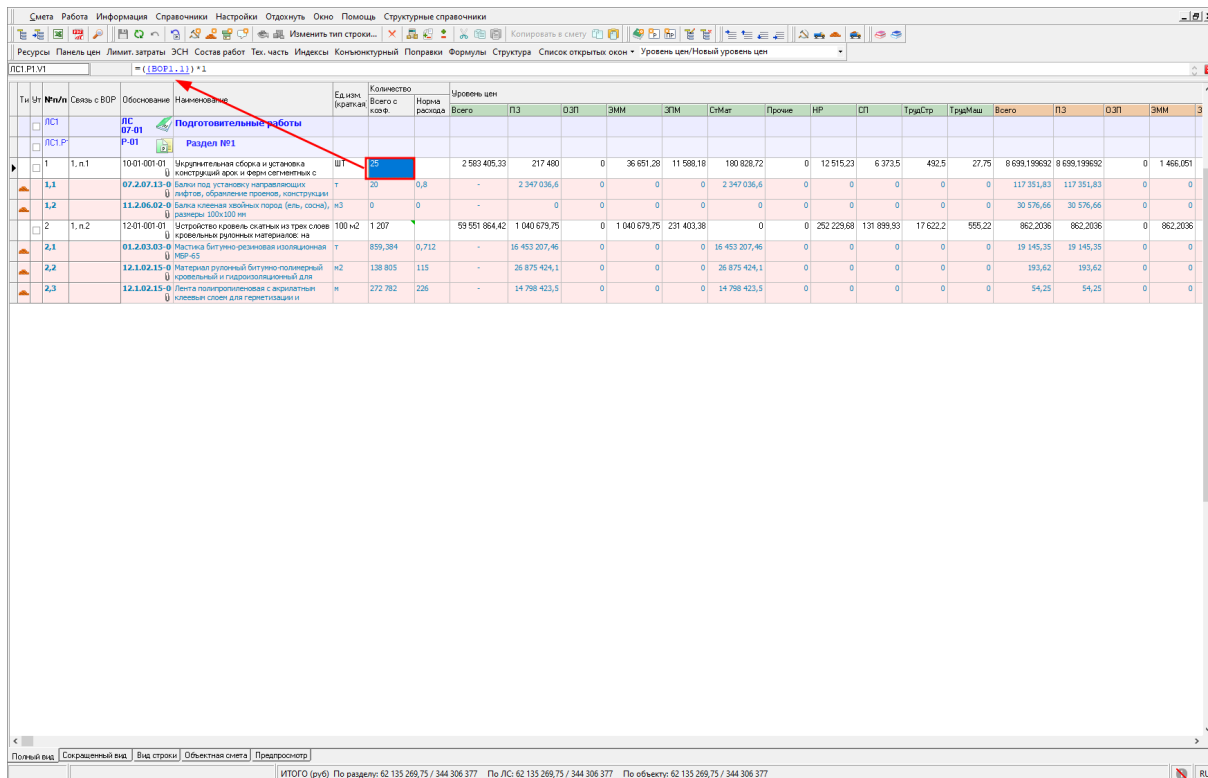 Смета Работа Информация Справочники Настройки Отдохнуть Окно Помощь Структурные справочники
Изменить тип строки... Копировать в смету
Ресурсы Панель цен Лимит.затраты ЭСН Состав работ Тех. часть Индексы Конъюнктурный Поправки Формулы Структура Список открытых окон Уровень цен/Новый уровень цен
ЛС1.Р1.V1 =({ВОР1.1})*1
Ти Уч №п/п Связь с ВОР Обоснование Наименование Ед.изм. (краткая Количество Уровень цен
Всего с коэф. Норма расхода Всего ПЗ ОЗП ЭММ ЗПМ СтМат Прочие НР СП ТрудСтр ТрудМаш Всего ПЗ ОЗП ЭММ З
ЛС1 ЛС 07-01 Подготовительные работы
ЛС1.Р Р-01 Раздел №1
1 1, п.1 10-01-001-01 Укрупнительная сборка и установка ШТ 25 2 583 405,33 217 480 0 36 651,28 11 588,18 180 828,72 0 12 515,23 6 373,5 492,5 27,75 8 699,199692 8 699,199692 0 1 466,051
конструкций арок и ферм сегментных с
1,1 07.2.07.13-0 Балки под установку направляющих т 20 0,8 - 2 347 036,6 0 0 0 2 347 036,6 0 0 0 0 0 117 351,83 117 351,83 0 0
лифтов, обрамление проемов, конструкции
1,2 11.2.06.02-0 Балка клееная хвойных пород (ель, сосна), м3 0 0 - 0 0 0 0 0 0 0 0 0 0 30 576,66 30 576,66 0 0
размеры 100х100 мм
2 1, п.2 12-01-001-01 Устройство кровель скатных из трех слоев 100 м2 1 207 59 551 864,42 1 040 679,75 0 1 040 679,75 231 403,38 0 0 252 229,68 131 899,93 17 622,2 555,22 862,2036 862,2036 0 862,2036
кровельных рулонных материалов: на
2,1 01.2.03.03-0 Мастика битумно-резиновая изоляционная т 859,384 0,712 - 16 453 207,46 0 0 0 16 453 207,46 0 0 0 0 0 19 145,35 19 145,35 0 0
МБР-65
2,2 12.1.02.15-0 Материал рулонный битумно-полимерный м2 138 805 115 - 26 875 424,1 0 0 0 26 875 424,1 0 0 0 0 0 193,62 193,62 0 0
кровельный и гидроизоляционный для
2,3 12.1.02.15-0 Лента полипропиленовая с акрилатным м 272 782 226 - 14 798 423,5 0 0 0 14 798 423,5 0 0 0 0 0 54,25 54,25 0 0
клеевым слоем для герметизации и
Полный вид Сокращенный вид Вид строки Объектная смета Предпросмотр
ИТОГО (руб) По разделу: 62 135 269,75 / 344 306 377 По ЛС: 62 135 269,75 / 344 306 377 По объекту: 62 135 269,75 / 344 306 377 RU